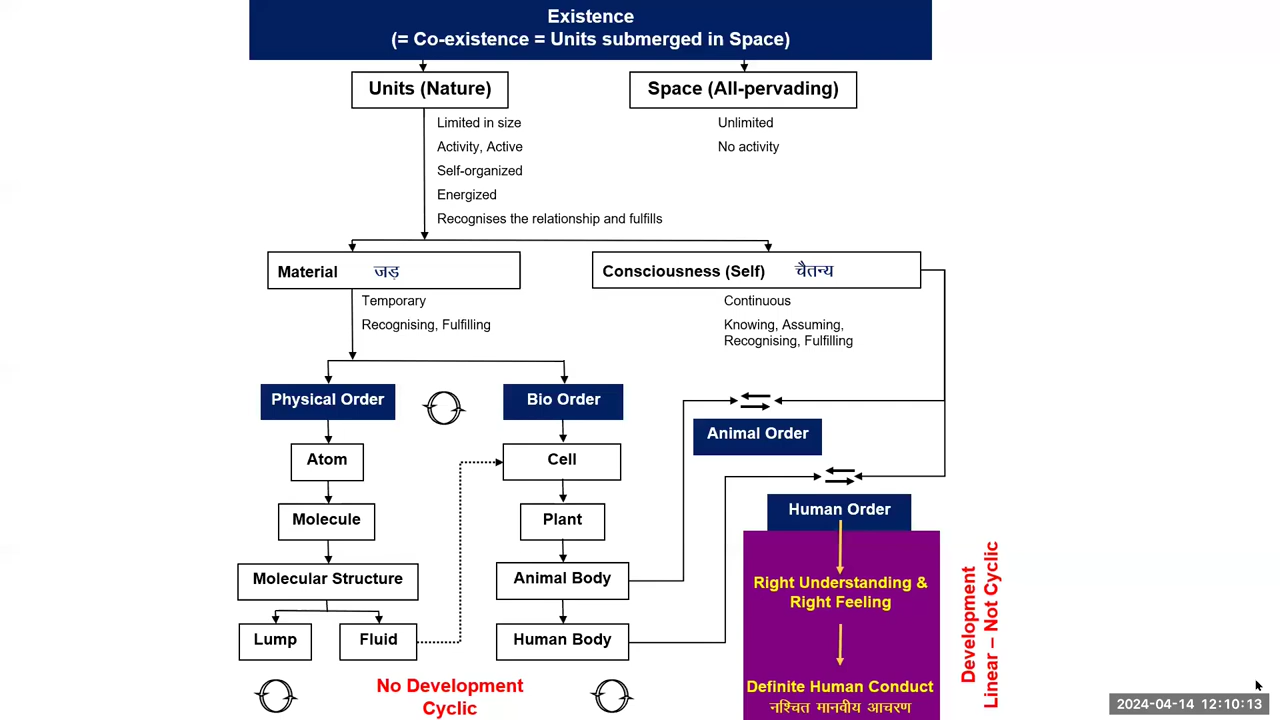 Existence
(= Co-existence = Units submerged in Space)
Units (Nature)
Space (All-pervading)
Limited in size
Activity, Active
Self-organized
Energized
Recognises the relationship and fulfills
Unlimited
No activity
Material जड़
Consciousness (Self) चैतन्य
Temporary
Recognising, Fulfilling
Continuous
Knowing, Assuming,
Recognising, Fulfilling
Physical Order
Bio Order
Animal Order
Atom
Cell
Molecule
Plant
Human Order
Molecular Structure
Animal Body
Right Understanding &
Right Feeling
Lump
Fluid
Human Body
No Development
Cyclic
Definite Human Conduct
नश्चित मानवीय आचरण
Development
Linear – Not Cyclic
2024-04-14 12:10:13